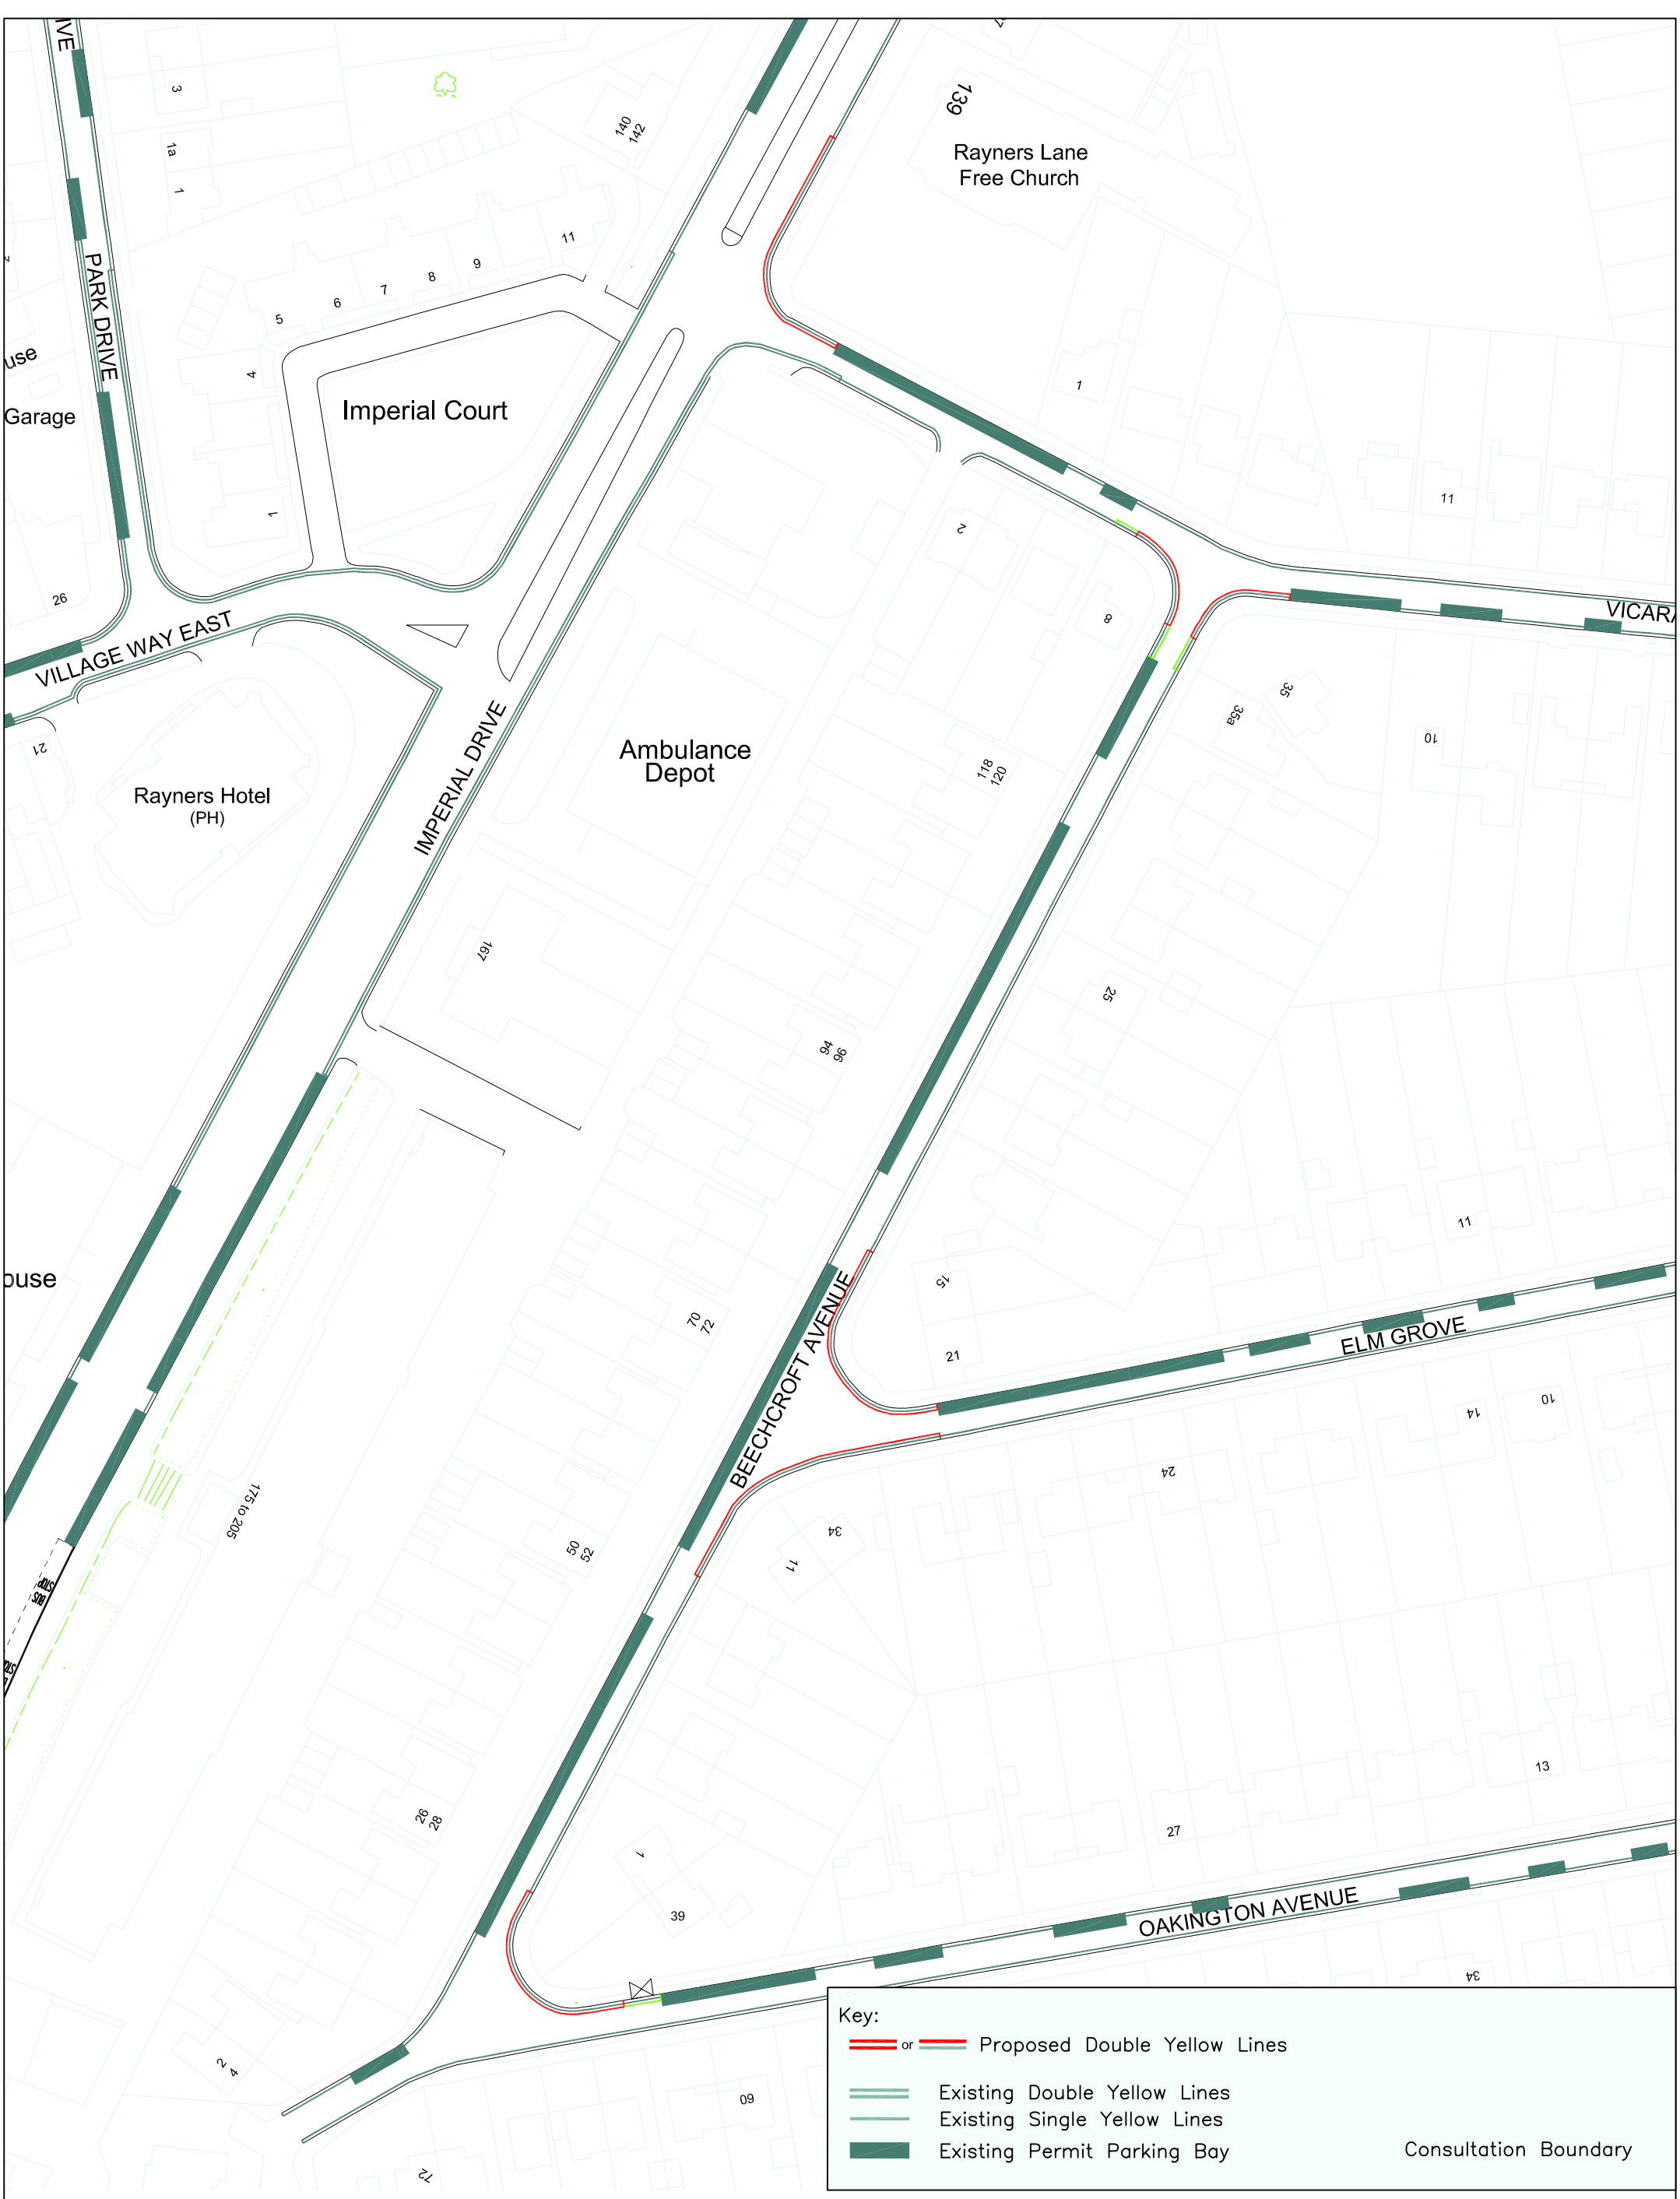 IVE
3
1a
1
PARK DRIVE
use
Garage
26
140
142
139
Rayners Lane
Free Church
11
9
8
7
6
5
4
1
Imperial Court
1
11
2
8
VICARA
VILLAGE WAY EAST
21
Rayners Hotel
(PH)
IMPERIAL DRIVE
Ambulance
Depot
118
120
35
35a
10
167
25
94
96
11
ouse
15
21
70
72
BEECHCROFT AVENUE
ELM GROVE
10
14
24
175 to 205
34
11
50
52
BUS
STOP
26
28
13
27
1
39
OAKINGTON AVENUE
34
2
4
60
72
Key:
or Proposed Double Yellow Lines
Existing Double Yellow Lines
Existing Single Yellow Lines
Existing Permit Parking Bay
Consultation Boundary